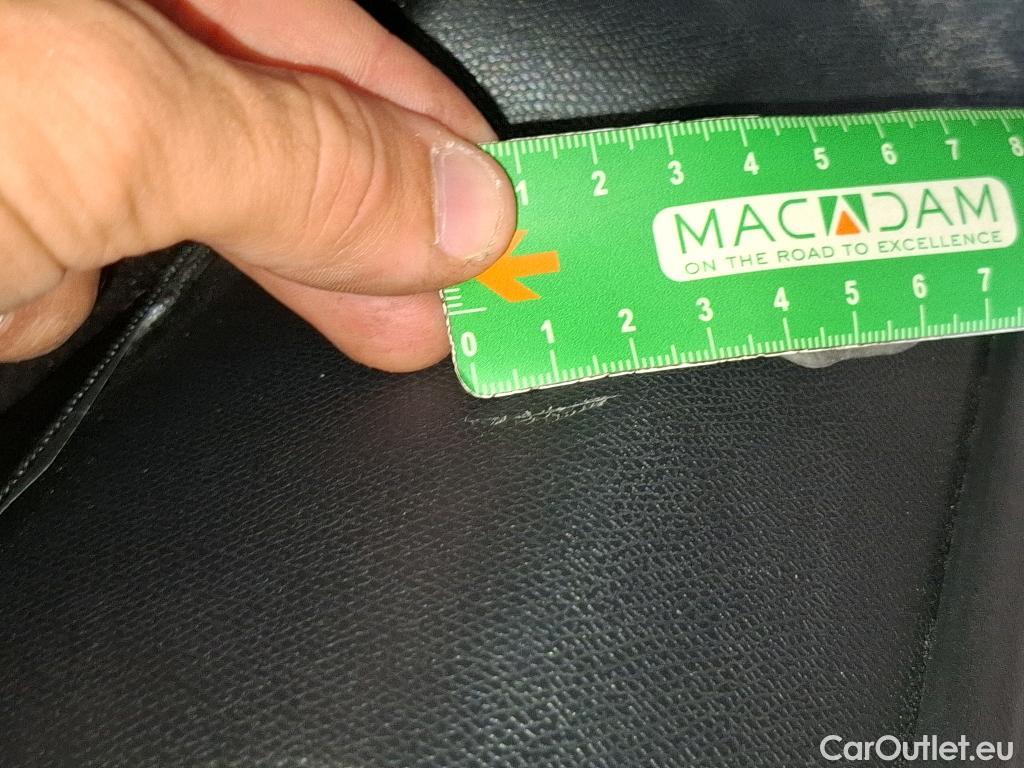 1 2 3 4 5 6 7 8
MACADAM
ON THE ROAD TO EXCELLENCE
0 1 2 3 4 5 6 7
CarOutlet.eu